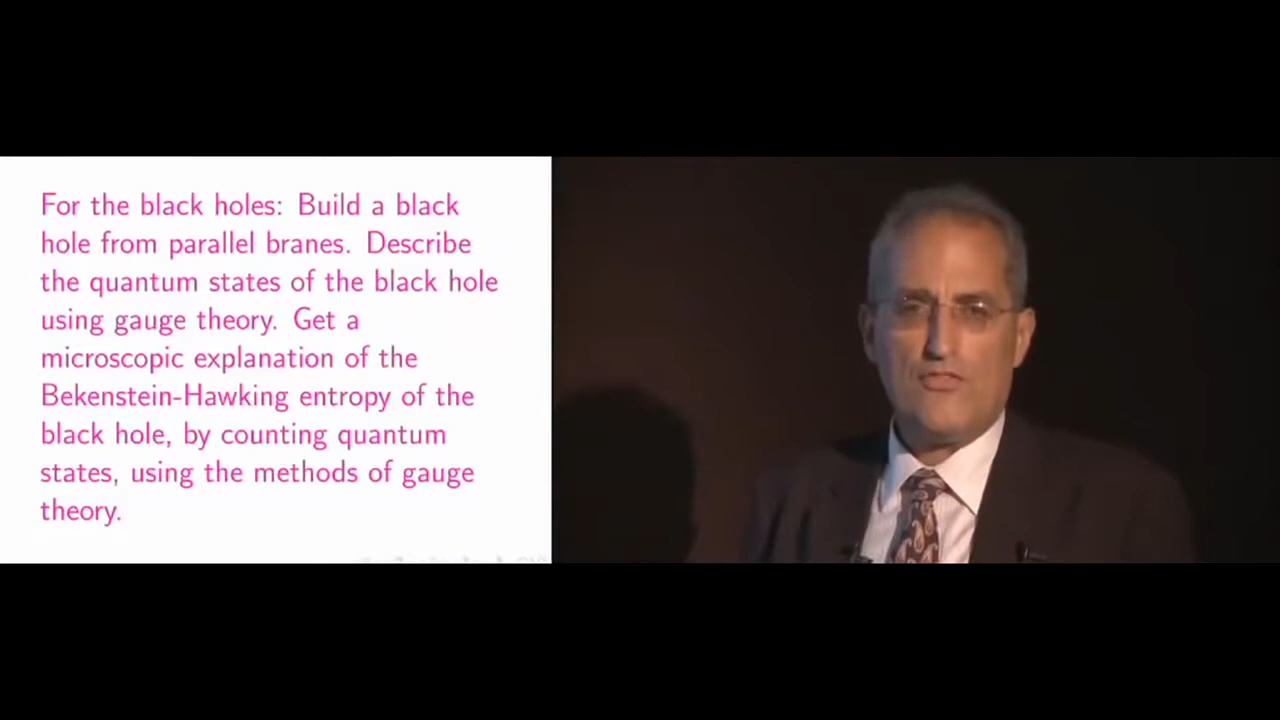 For the black holes: Build a black
hole from parallel branes. Describe
the quantum states of the black hole
using gauge theory. Get a
microscopic explanation of the
Bekenstein-Hawking entropy of the
black hole, by counting quantum
states, using the methods of gauge
theory.